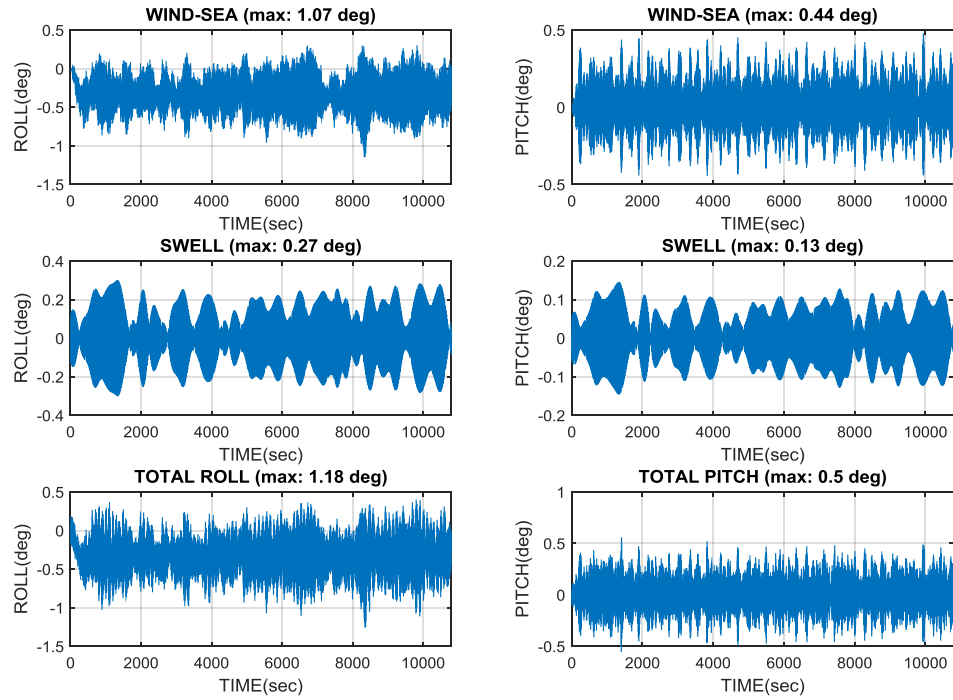 WIND-SEA (max: 1.07 deg)
0.5
0
-0.5
-1
-1.5
ROLL(deg)
0 2000 4000 6000 8000 10000
TIME(sec)
WIND-SEA (max: 0.44 deg)
0.5
0
-0.5
PITCH(deg)
0 2000 4000 6000 8000 10000
TIME(sec)
SWELL (max: 0.27 deg)
0.4
0.2
0
-0.2
-0.4
ROLL(deg)
0 2000 4000 6000 8000 10000
TIME(sec)
SWELL (max: 0.13 deg)
0.2
0.1
0
-0.1
-0.2
PITCH(deg)
0 2000 4000 6000 8000 10000
TIME(sec)
TOTAL ROLL (max: 1.18 deg)
0.5
0
-0.5
-1
-1.5
ROLL(deg)
0 2000 4000 6000 8000 10000
TIME(sec)
TOTAL PITCH (max: 0.5 deg)
1
0.5
0
-0.5
PITCH(deg)
0 2000 4000 6000 8000 10000
TIME(sec)